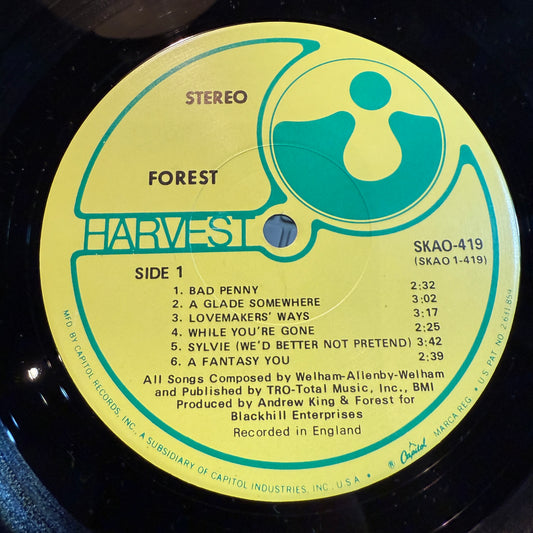 STEREO
FOREST
HARVEST
SKAO-419
(SKAO 1-419)
SIDE 1
1. BAD PENNY 2:32
2. A GLADE SOMEWHERE 3:02
3. LOVEMAKERS' WAYS 3:17
4. WHILE YOU'RE GONE 2:25
5. SYLVIE (WE'D BETTER NOT PRETEND) 3:42
6. A FANTASY YOU 2:39
All Songs Composed by Welham-Allenby-Welham
and Published by TRO-Total Music, Inc., BMI
Produced by Andrew King & Forest for
Blackhill Enterprises
Recorded in England
MFD. BY CAPITOL RECORDS, INC., A SUBSIDIARY OF CAPITOL INDUSTRIES, INC., U.S.A. • ® Capitol MARCA REG. • U.S. PAT. NO. 2,631,859